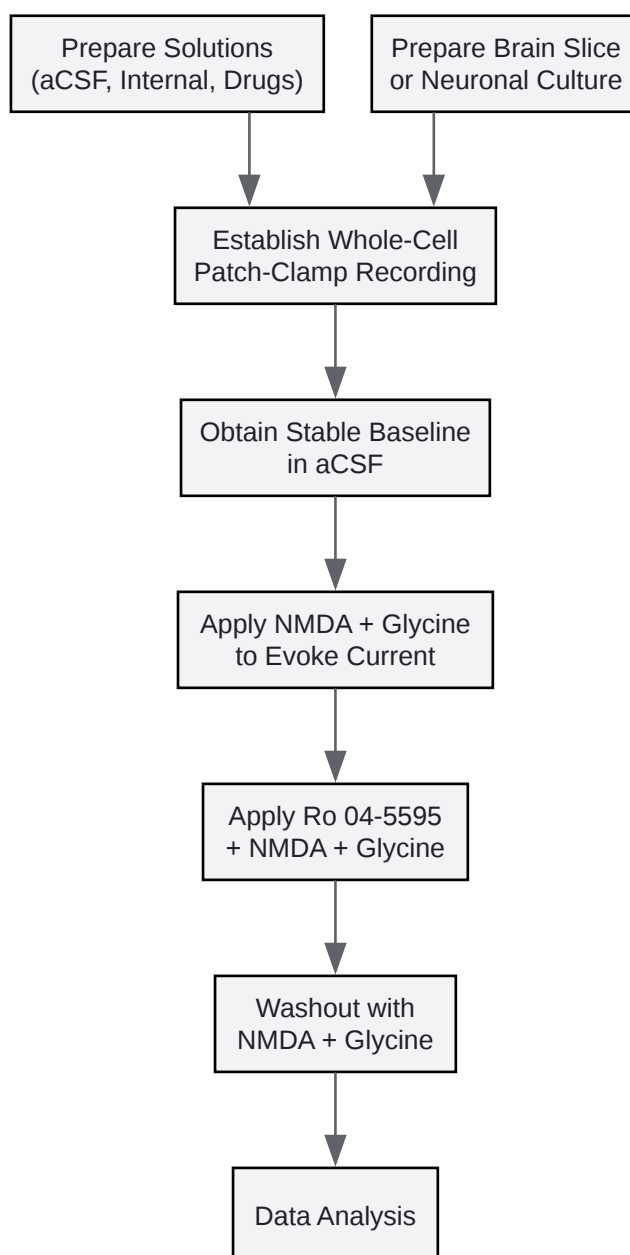 Prepare Solutions
(aCSF, Internal, Drugs)
Prepare Brain Slice
or Neuronal Culture
Establish Whole-Cell
Patch-Clamp Recording
Obtain Stable Baseline
in aCSF
Apply NMDA + Glycine
to Evoke Current
Apply Ro 04-5595
+ NMDA + Glycine
Washout with
NMDA + Glycine
Data Analysis